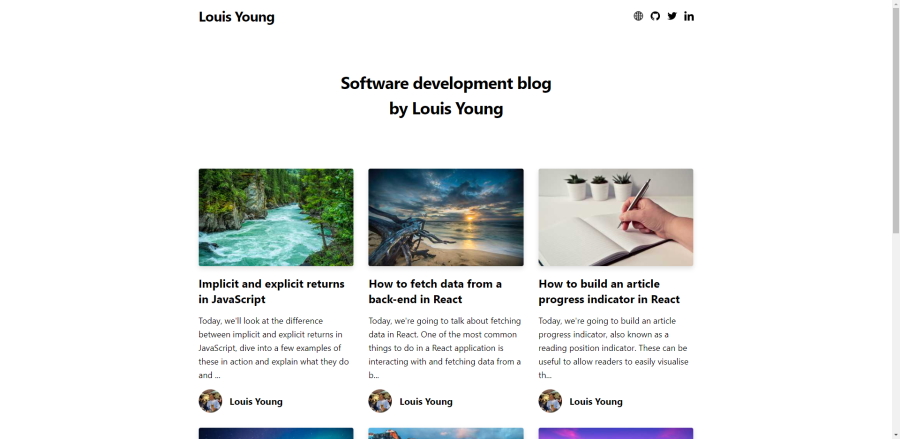 Louis Young
Software development blog
by Louis Young
Implicit and explicit returns
in JavaScript
Today, we'll look at the difference
between implicit and explicit returns in
JavaScript, dive into a few examples of
these in action and explain what they do
and ...
Louis Young
How to fetch data from a
back-end in React
Today, we're going to talk about fetching
data in React. One of the most common
things to do in a React application is
interacting with and fetching data from a
b...
Louis Young
How to build an article
progress indicator in React
Today, we're going to build an article
progress indicator, also known as a
reading position indicator. These can be
useful to allow readers to easily visualise
th...
Louis Young